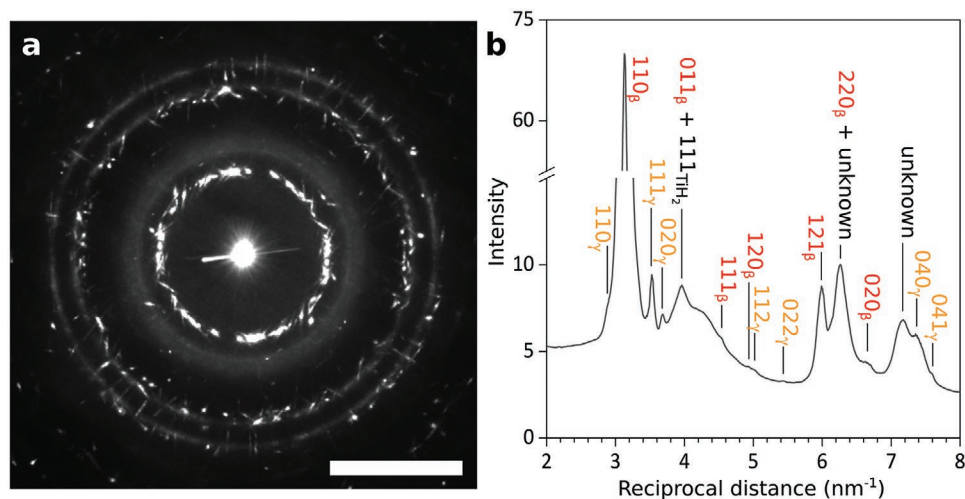 a
b
75
60
10
5
0
Intensity
2 3 4 5 6 7 8
Reciprocal distance (nm⁻¹)
110γ
110β
111γ
020γ
011β + 111TiH₂
111β
120β
112γ
022γ
121β
220β + unknown
020β
unknown
040γ
041γ